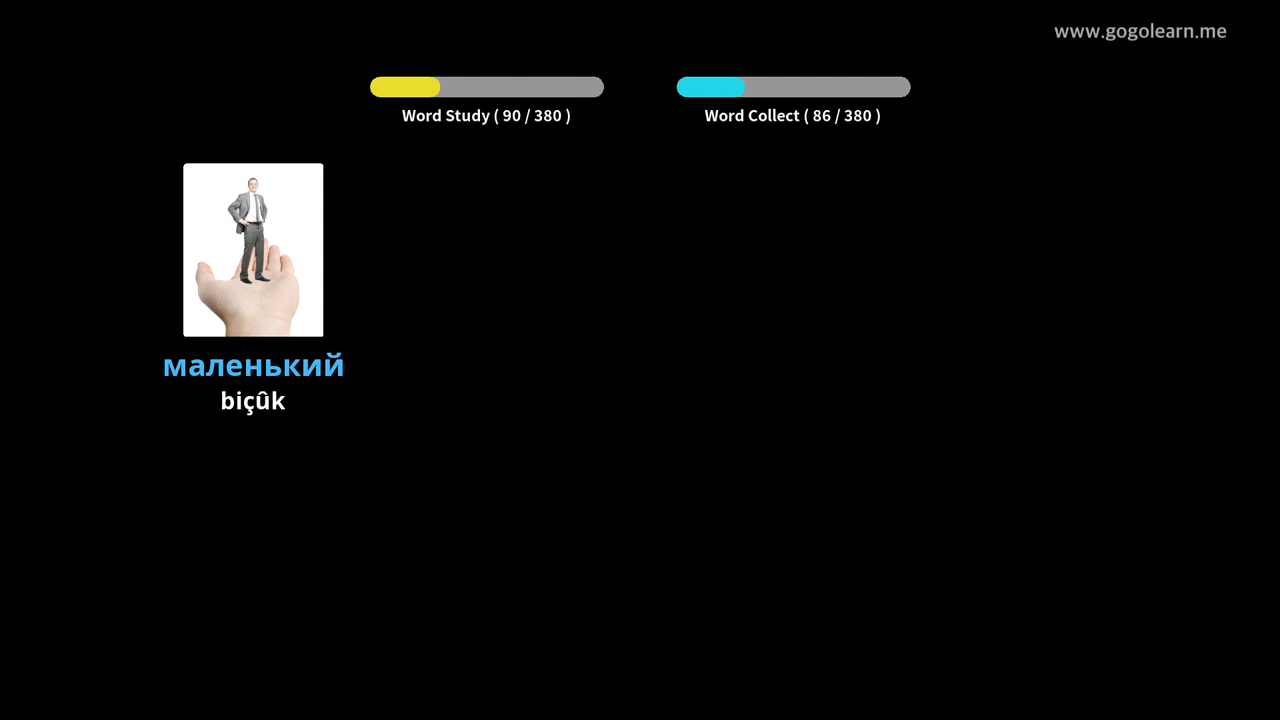 www.gogolearn.me
Word Study ( 90 / 380 )
Word Collect ( 86 / 380 )
маленький
biçûk